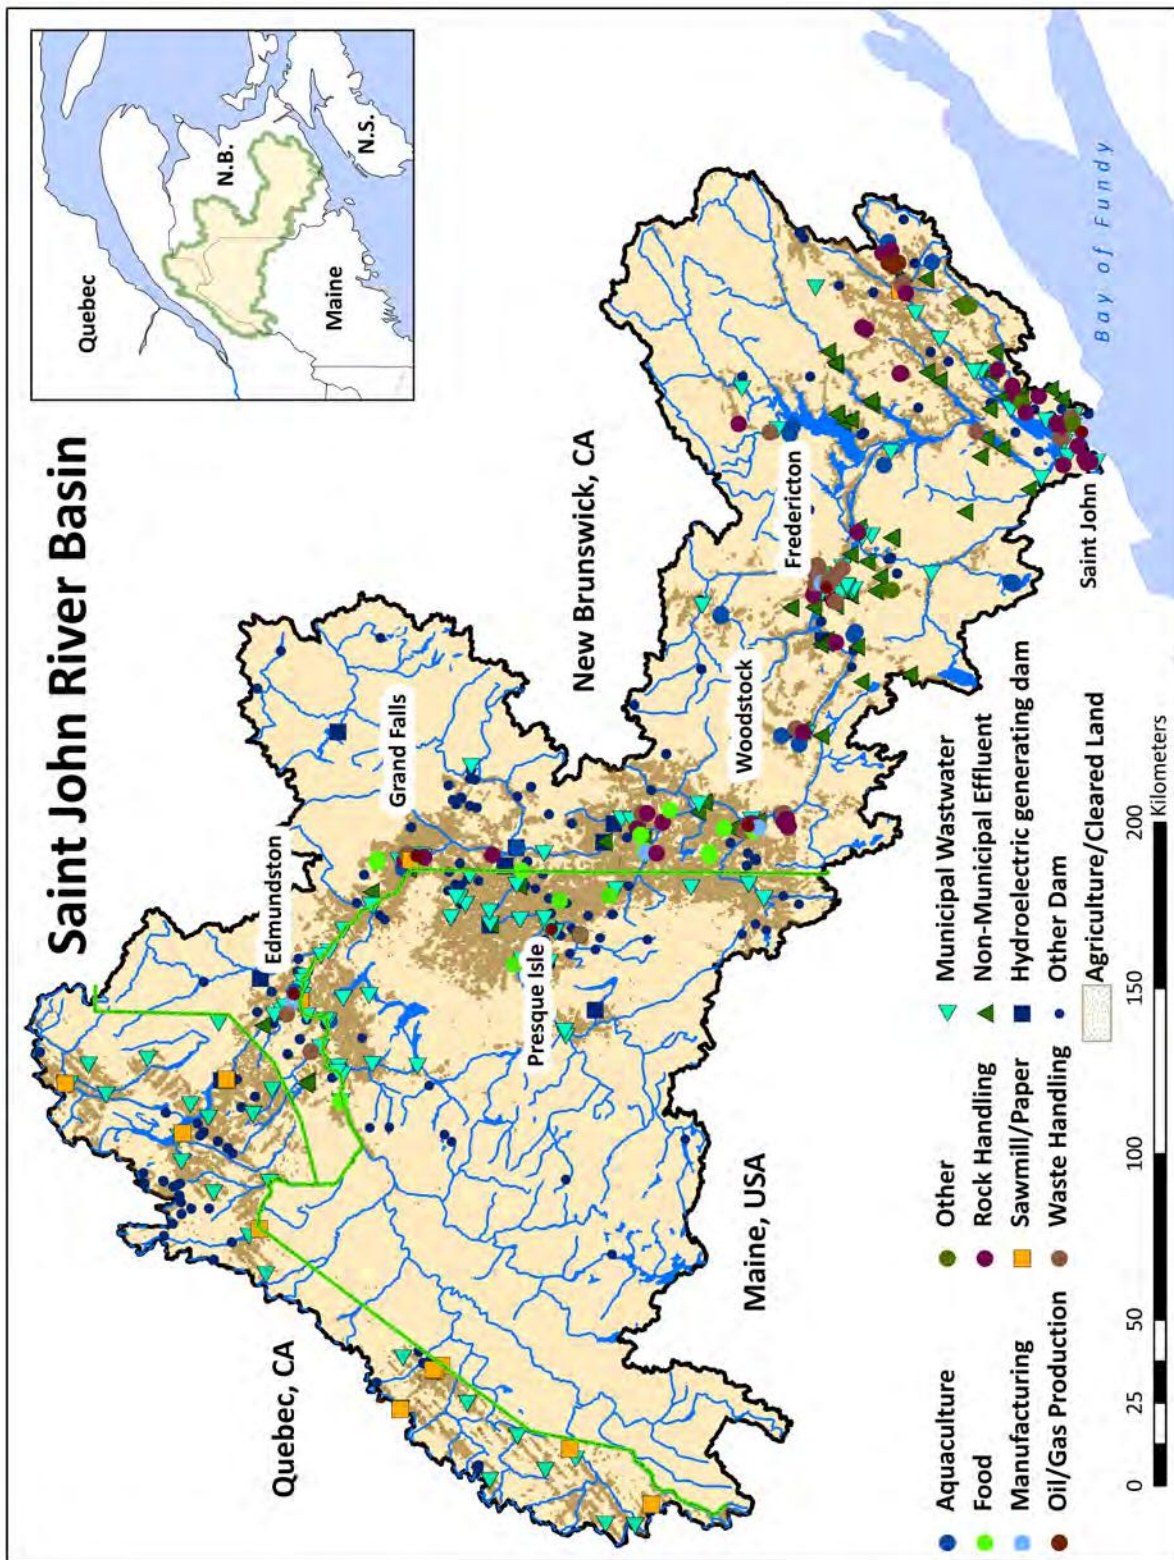 Saint John River Basin
Quebec
N.B.
N.S.
Maine
Quebec, CA
Edmundston
Grand Falls
New Brunswick, CA
Presque Isle
Maine, USA
Woodstock
Fredericton
Saint John
Bay of Fundy
Aquaculture
Food
Manufacturing
Oil/Gas Production
Other
Rock Handling
Sawmill/Paper
Waste Handling
Municipal Wastwater
Non-Municipal Effluent
Hydroelectric generating dam
Other Dam
Agriculture/Cleared Land
0 25 50 100 150 200
Kilometers